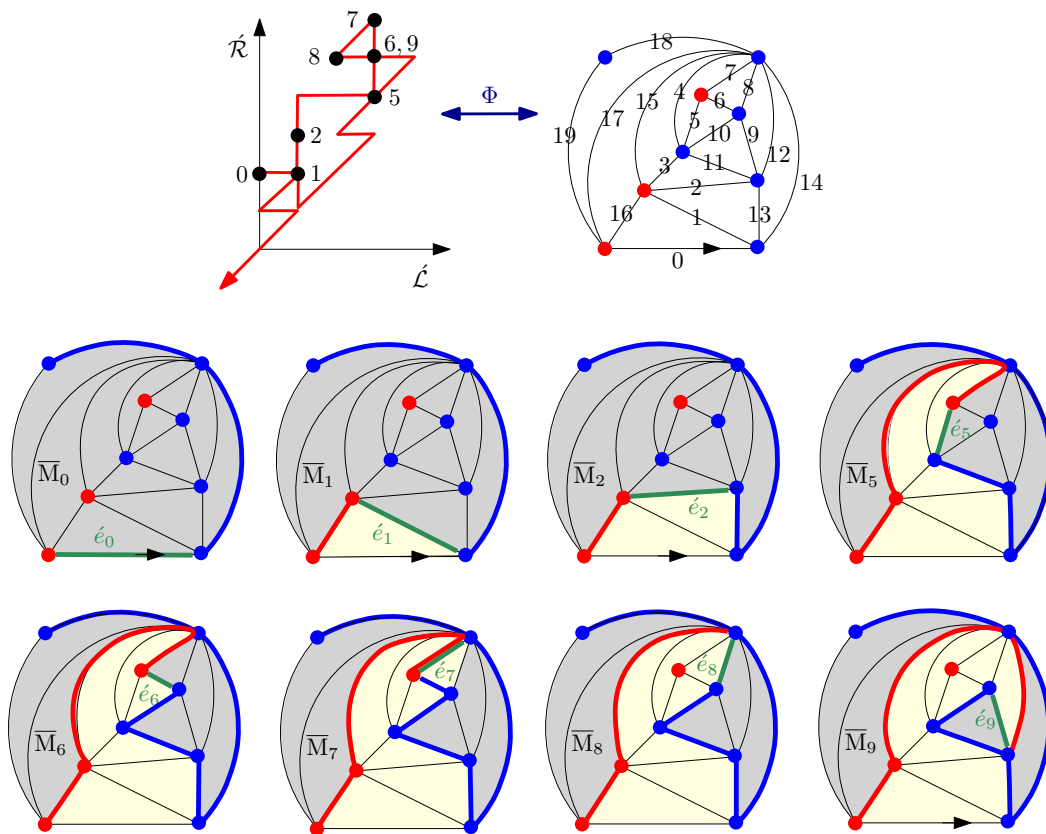 Ŕ
7
8
6, 9
5
2
0
1
Ĺ
Φ
18
7
8
4
6
15
17
5
10
9
19
3
11
12
2
14
16
1
13
0
M̅₀
é₀
M̅₁
é₁
M̅₂
é₂
M̅₅
é₅
M̅₆
é₆
M̅₇
é₇
M̅₈
é₈
M̅₉
é₉